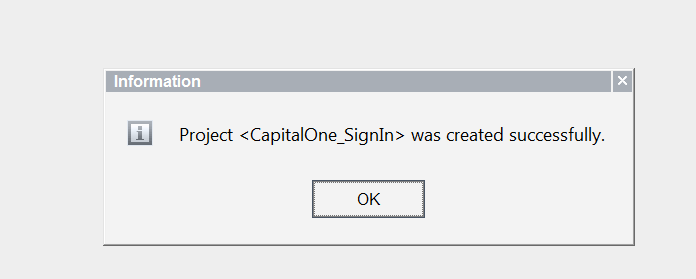 Information
Project <CapitalOne_SignIn> was created successfully.
OK